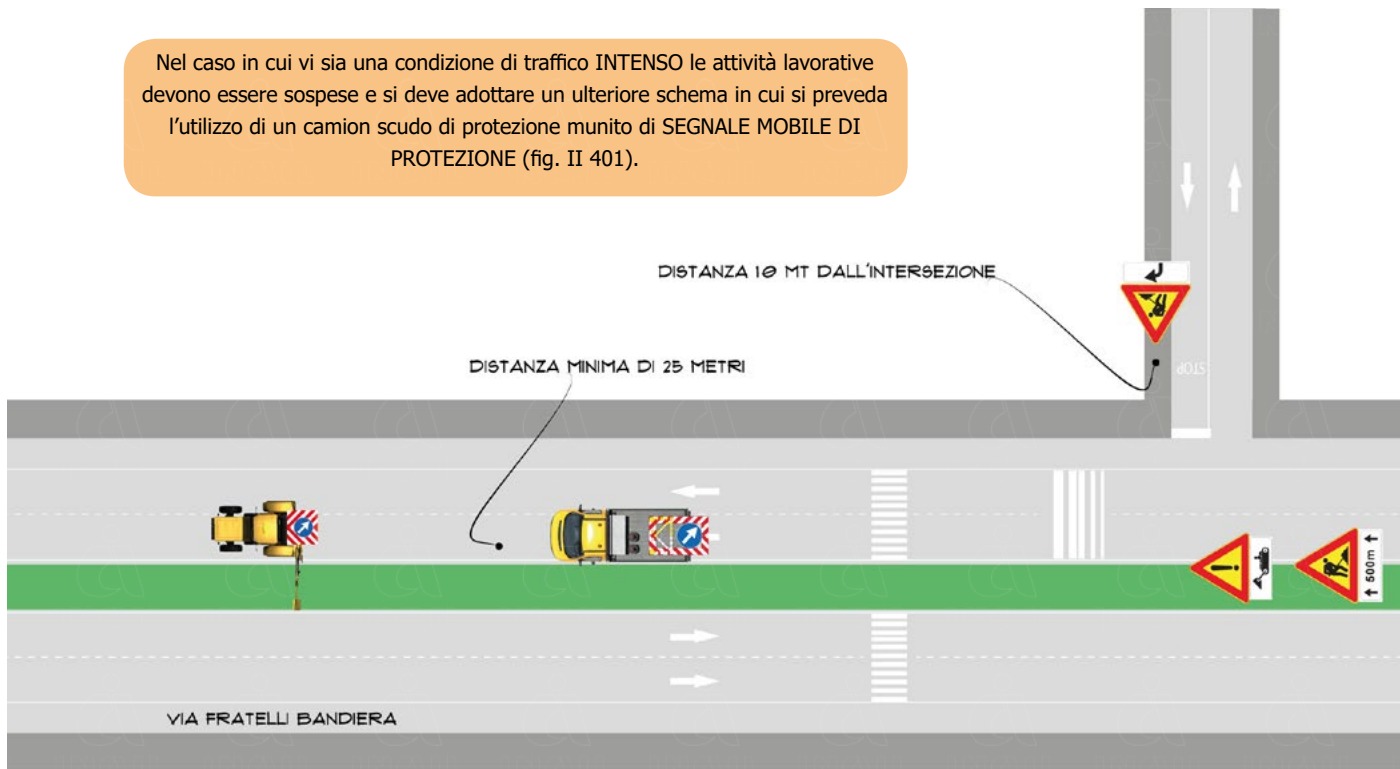 Nel caso in cui vi sia una condizione di traffico INTENSO le attività lavorative
devono essere sospese e si deve adottare un ulteriore schema in cui si preveda
l'utilizzo di un camion scudo di protezione munito di SEGNALE MOBILE DI
PROTEZIONE (fig. II 401).
DISTANZA 10 MT DALL'INTERSEZIONE
DISTANZA MINIMA DI 25 METRI
STOP
500m
VIA FRATELLI BANDIERA